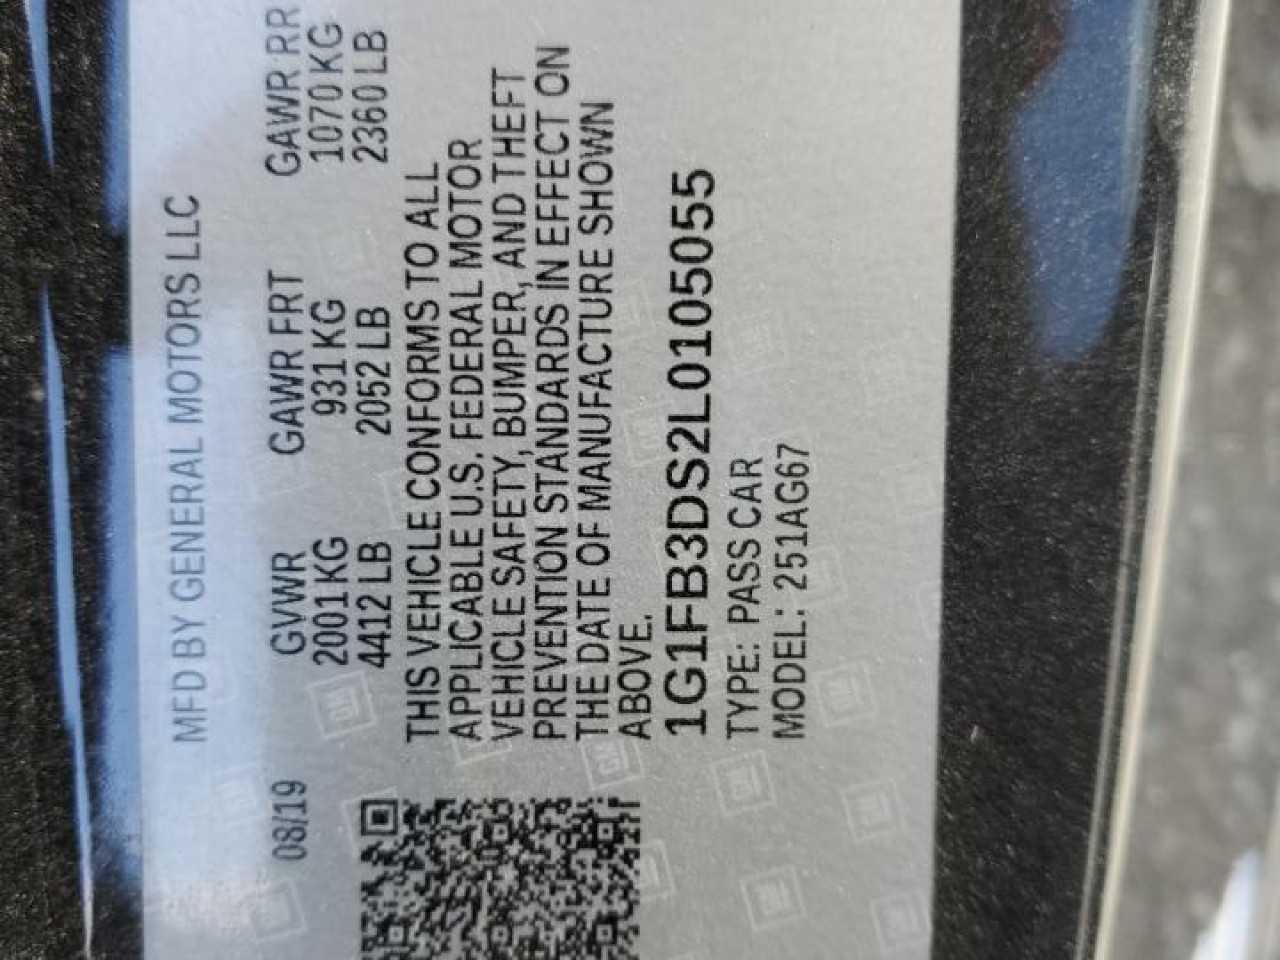 MFD BY GENERAL MOTORS LLC
08/19 GVWR GAWR FRT GAWR RR
2001 KG 931 KG 1070 KG
4412 LB 2052 LB 2360 LB
THIS VEHICLE CONFORMS TO ALL
APPLICABLE U.S. FEDERAL MOTOR
VEHICLE SAFETY, BUMPER, AND THEFT
PREVENTION STANDARDS IN EFFECT ON
THE DATE OF MANUFACTURE SHOWN
ABOVE.
1G1FB3DS2L0105055
TYPE: PASS CAR
MODEL: 251AG67